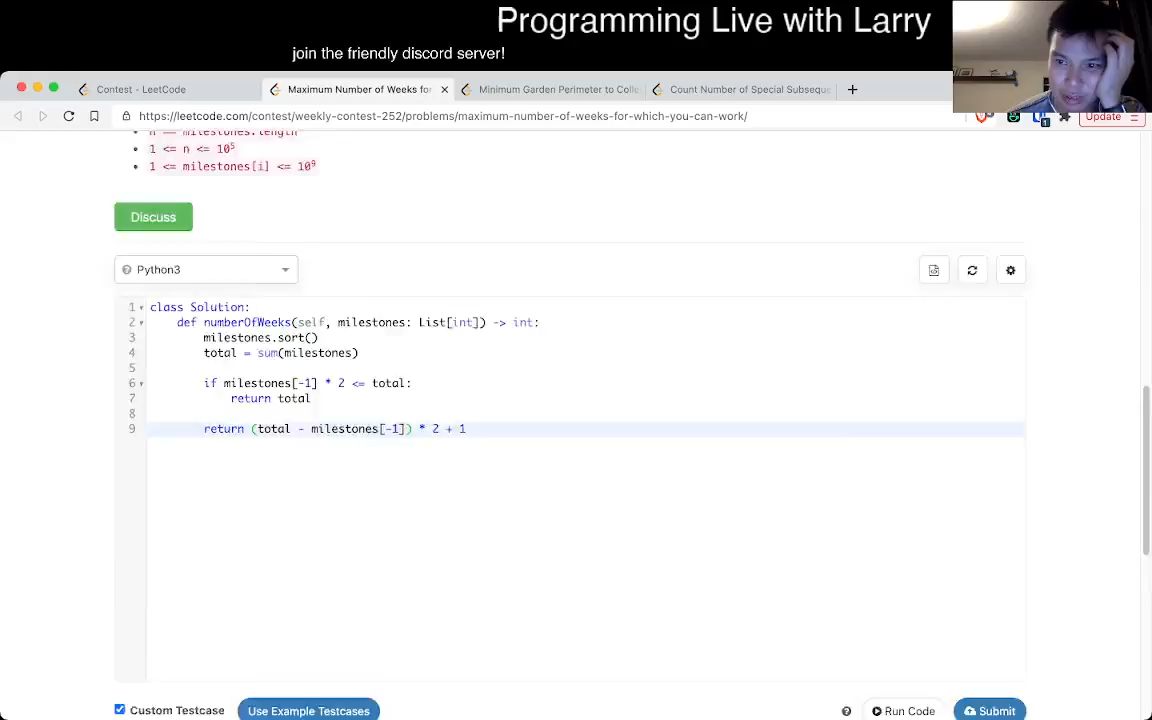 Programming Live with Larry
join the friendly discord server!
Contest - LeetCode
Maximum Number of Weeks for
Minimum Garden Perimeter to Colle
Count Number of Special Subseque
https://leetcode.com/contest/weekly-contest-252/problems/maximum-number-of-weeks-for-which-you-can-work/
Update
n == milestones.length
1 <= n <= 10⁵
1 <= milestones[i] <= 10⁹
Discuss
Python3
1 class Solution:
2 def numberOfWeeks(self, milestones: List[int]) -> int:
3 milestones.sort()
4 total = sum(milestones)
5
6 if milestones[-1] * 2 <= total:
7 return total
8
9 return (total - milestones[-1]) * 2 + 1
Custom Testcase
Use Example Testcases
Run Code
Submit